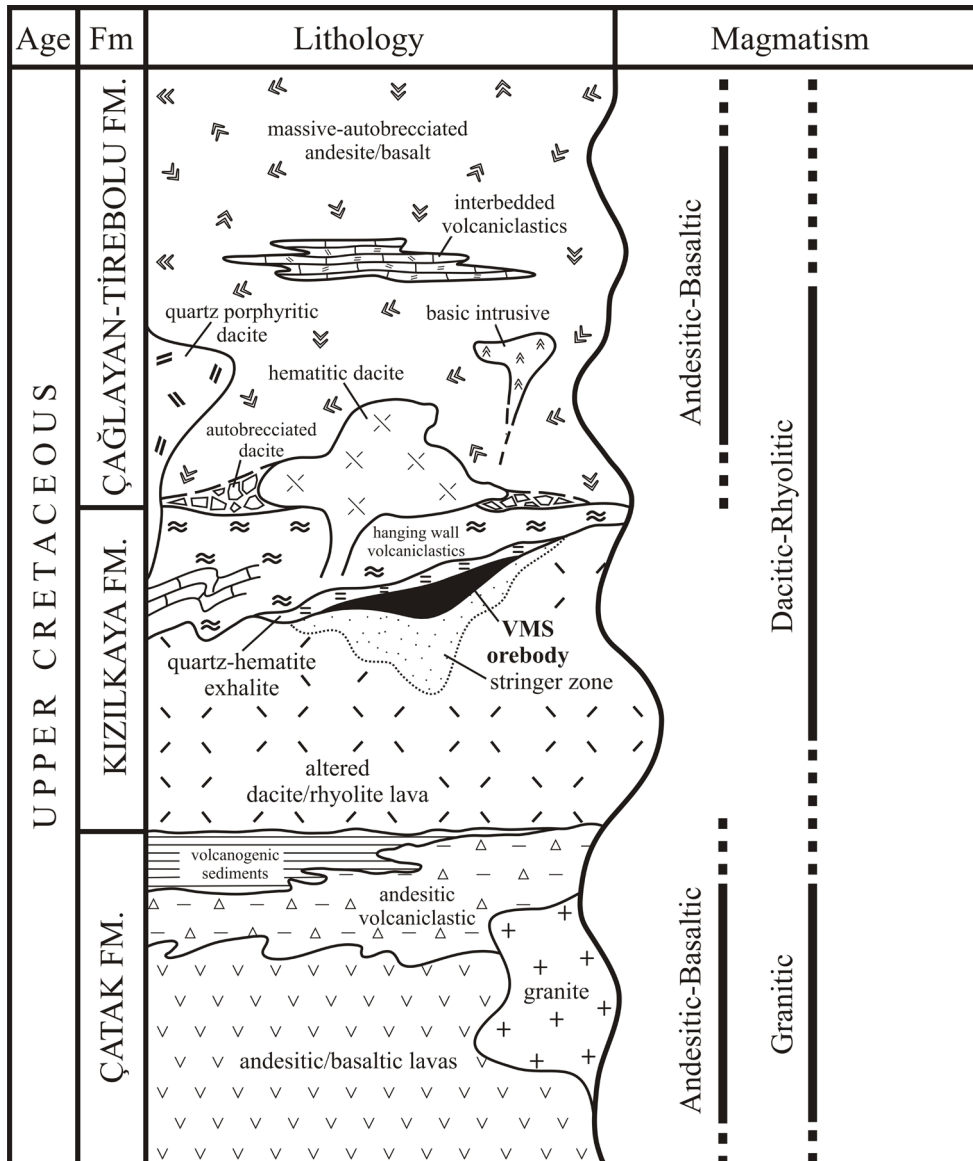 Age
Fm
Lithology
Magmatism
UPPER CRETACEOUS
ÇAĞLAYAN-TİREBOLU FM.
KIZILKAYA FM.
ÇATAK FM.
massive-autobrecciated
andesite/basalt
interbedded
volcaniclastics
quartz porphyritic
dacite
basic intrusive
hematitic dacite
autobrecciated
dacite
hanging wall
volcaniclastics
VMS
orebody
quartz-hematite
exhalite
stringer zone
altered
dacite/rhyolite lava
volcanogenic
sediments
andesitic
volcaniclastic
granite
andesitic/basaltic lavas
Andesitic-Basaltic
Dacitic-Rhyolitic
Andesitic-Basaltic
Granitic